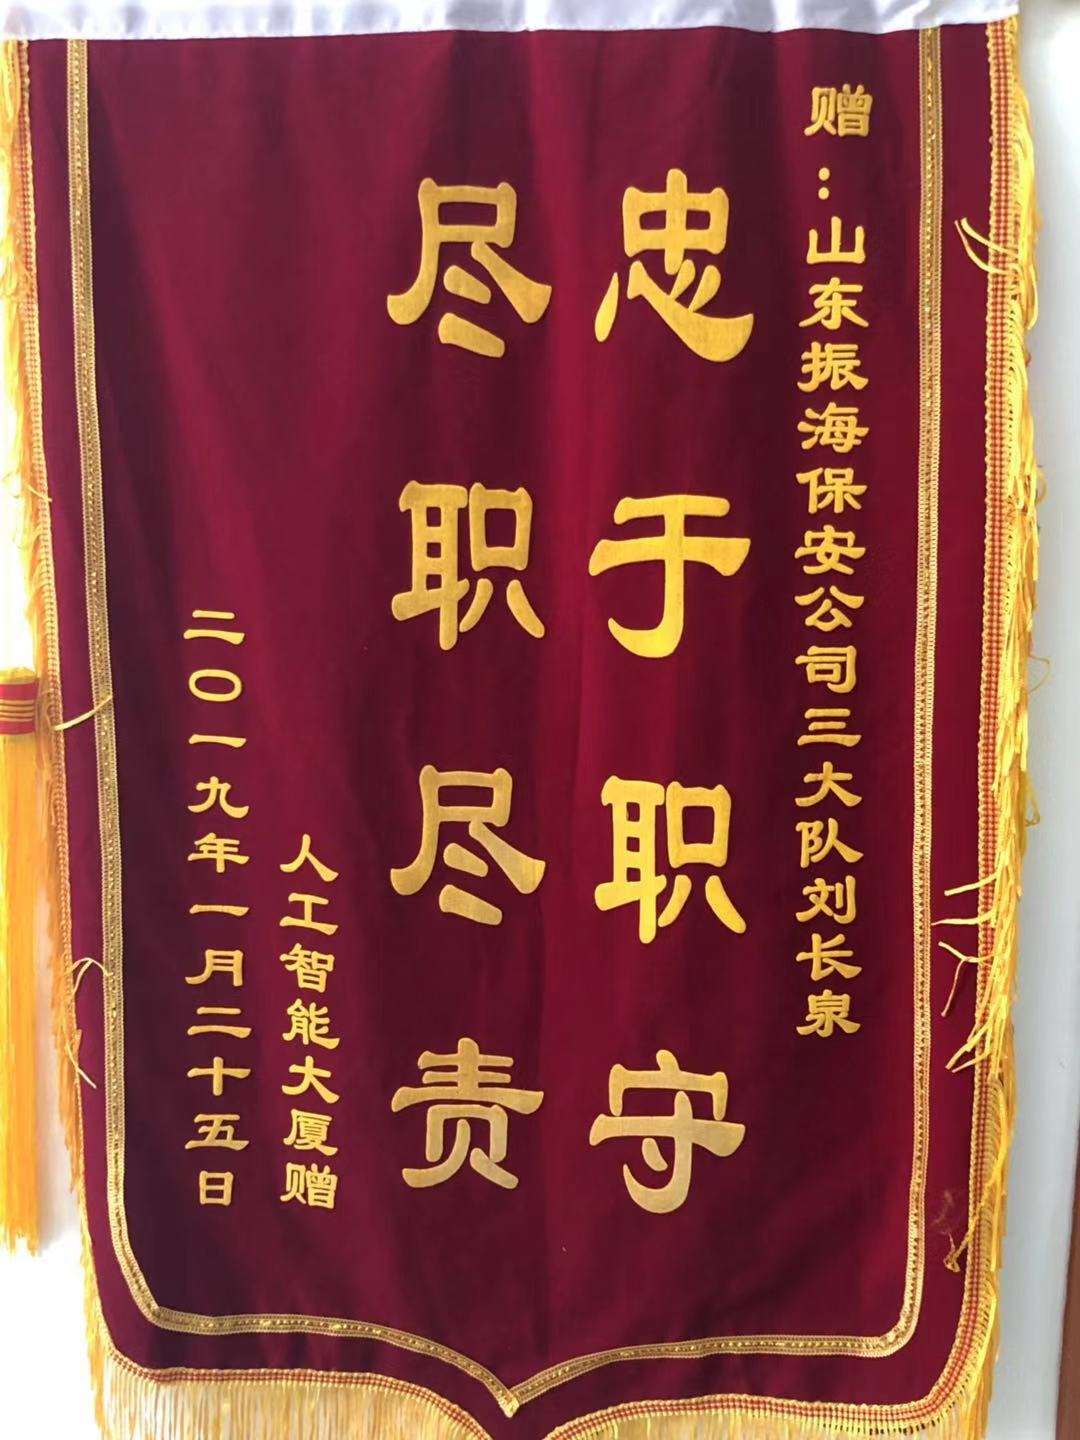 赠：山东振海保安公司三大队刘长泉
忠于职守
尽职尽责
人工智能大厦赠
二〇一九年一月二十五日